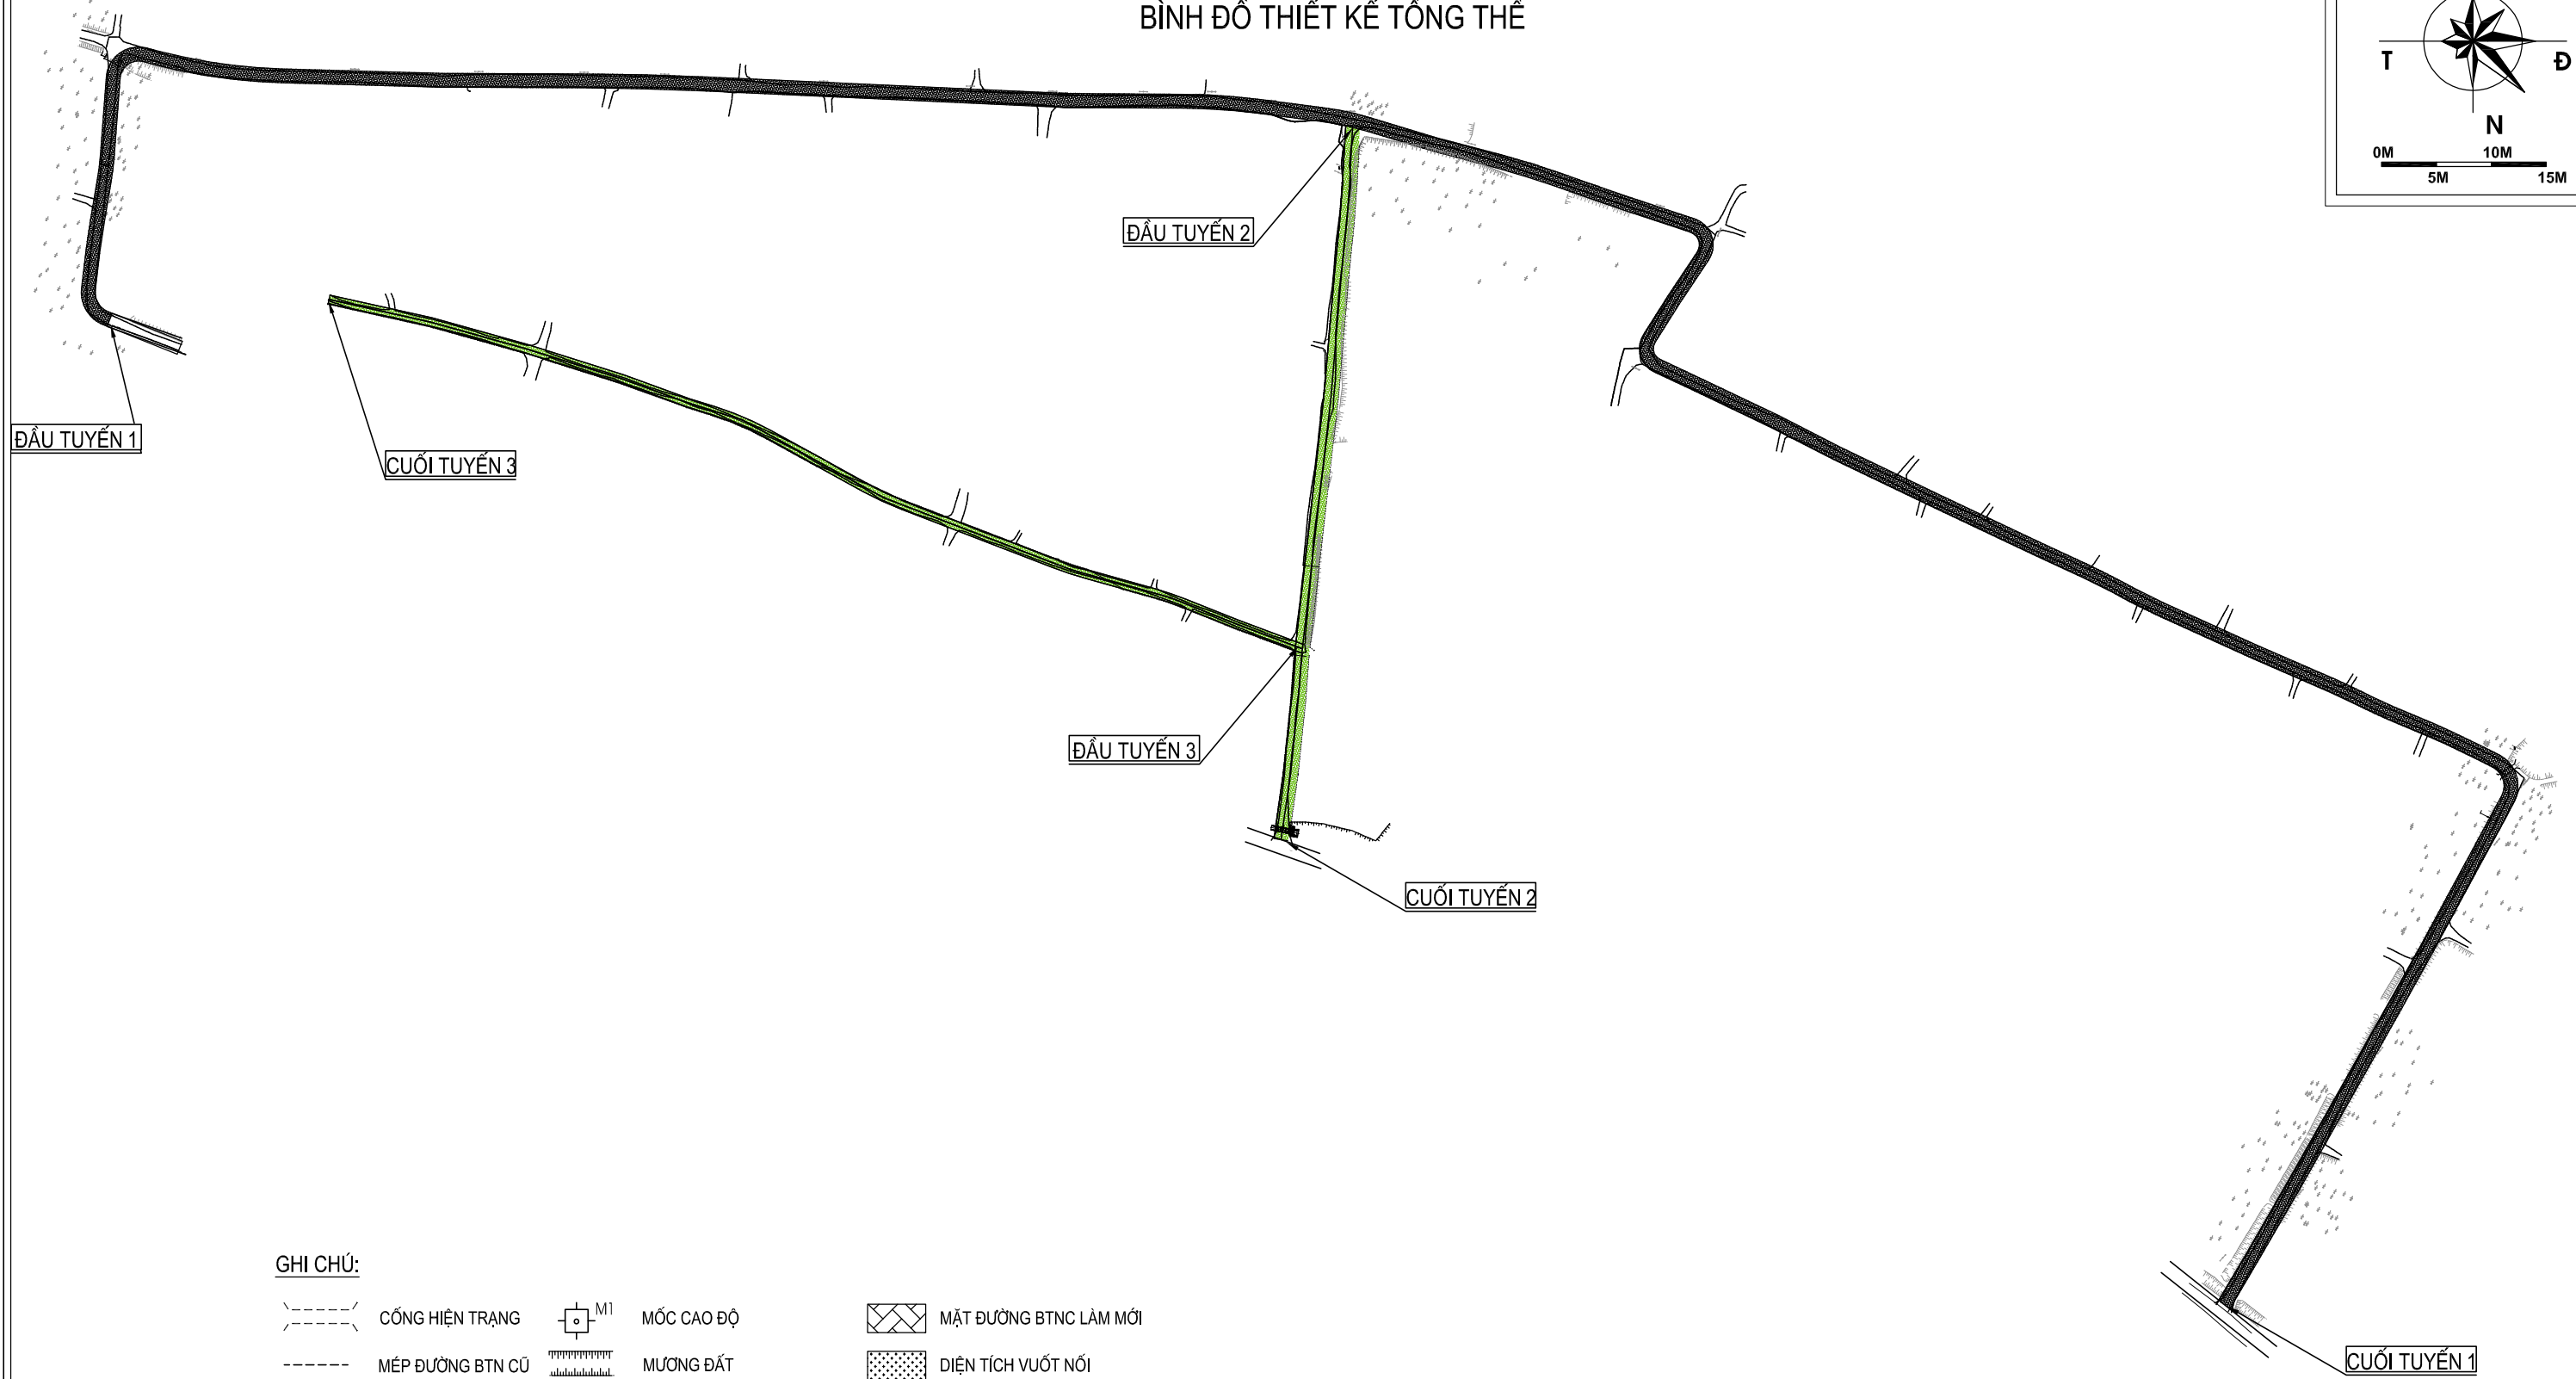 BÌNH ĐỒ THIẾT KẾ TỔNG THỂ
T
Đ
N
0M
10M
5M
15M
ĐẦU TUYẾN 2
ĐẦU TUYẾN 1
CUỐI TUYẾN 3
ĐẦU TUYẾN 3
CUỐI TUYẾN 2
CUỐI TUYẾN 1
GHI CHÚ:
CỐNG HIỆN TRẠNG
M1
MỐC CAO ĐỘ
MẶT ĐƯỜNG BTNC LÀM MỚI
MÉP ĐƯỜNG BTN CŨ
MƯƠNG ĐẤT
DIỆN TÍCH VUỐT NỐI